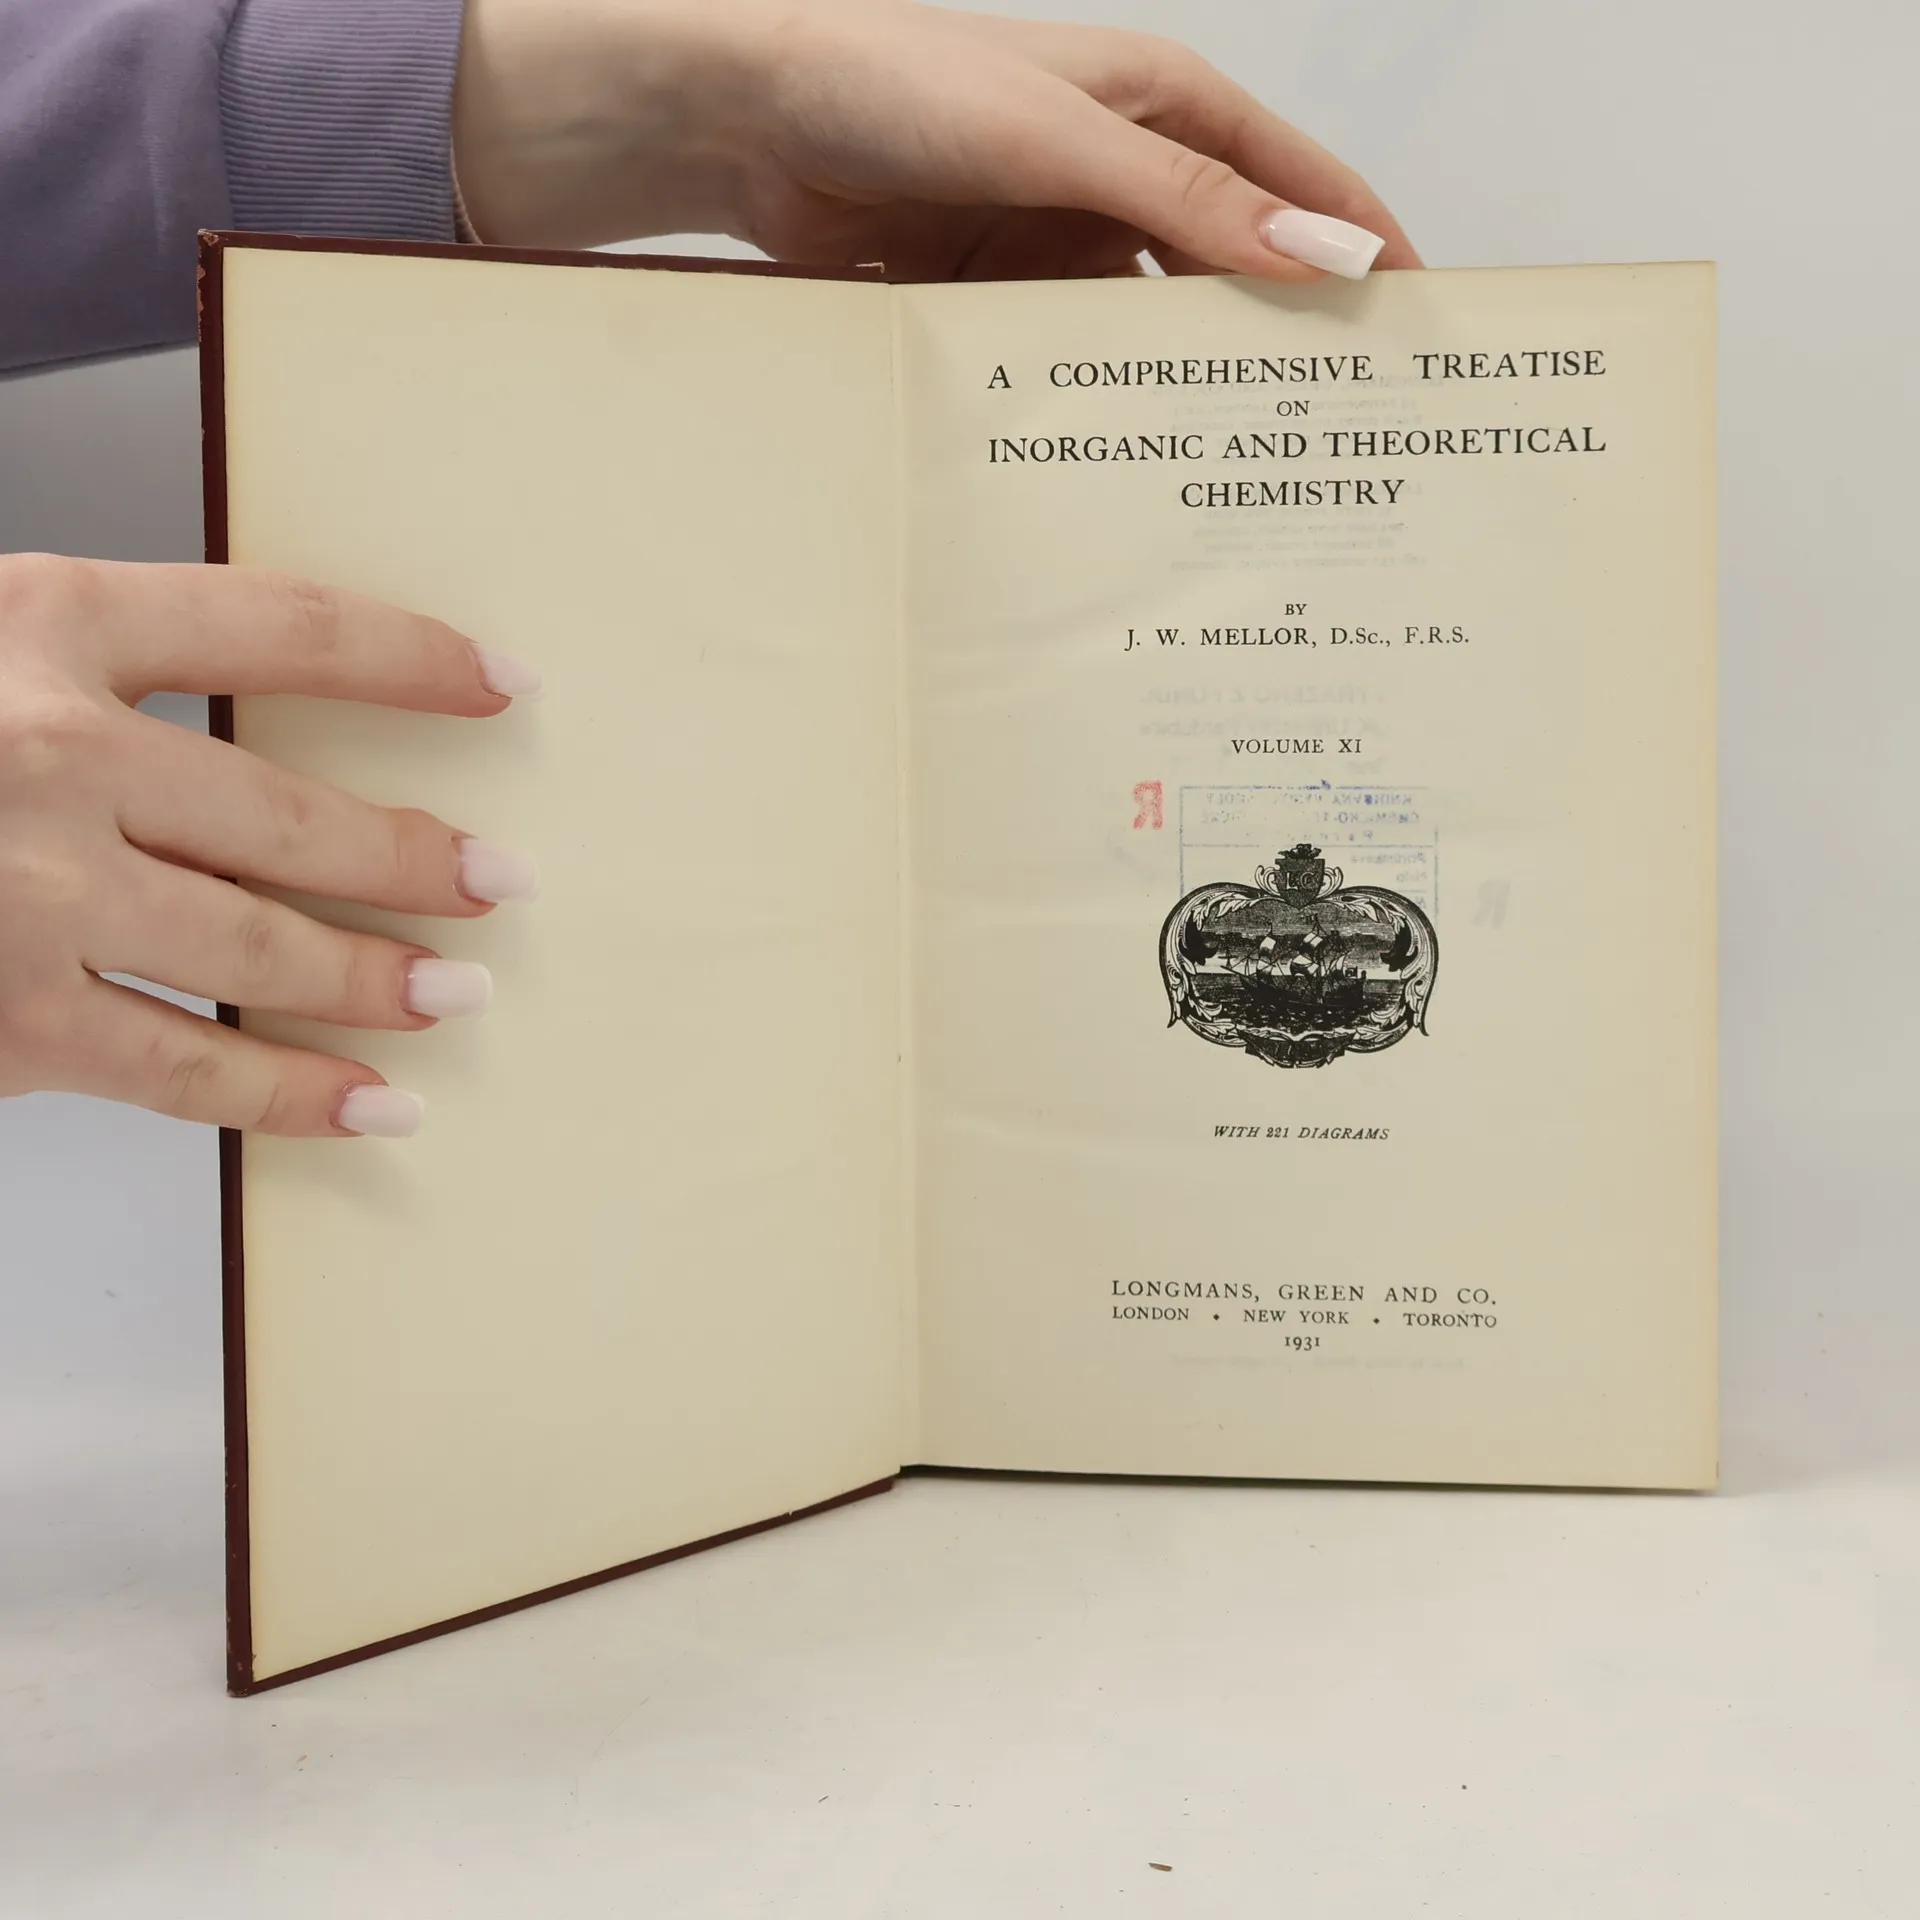 A COMPREHENSIVE TREATISE
ON
INORGANIC AND THEORETICAL
CHEMISTRY
BY
J. W. MELLOR, D.Sc., F.R.S.
VOLUME XI
WITH 221 DIAGRAMS
LONGMANS, GREEN AND CO.
LONDON • NEW YORK • TORONTO
1931